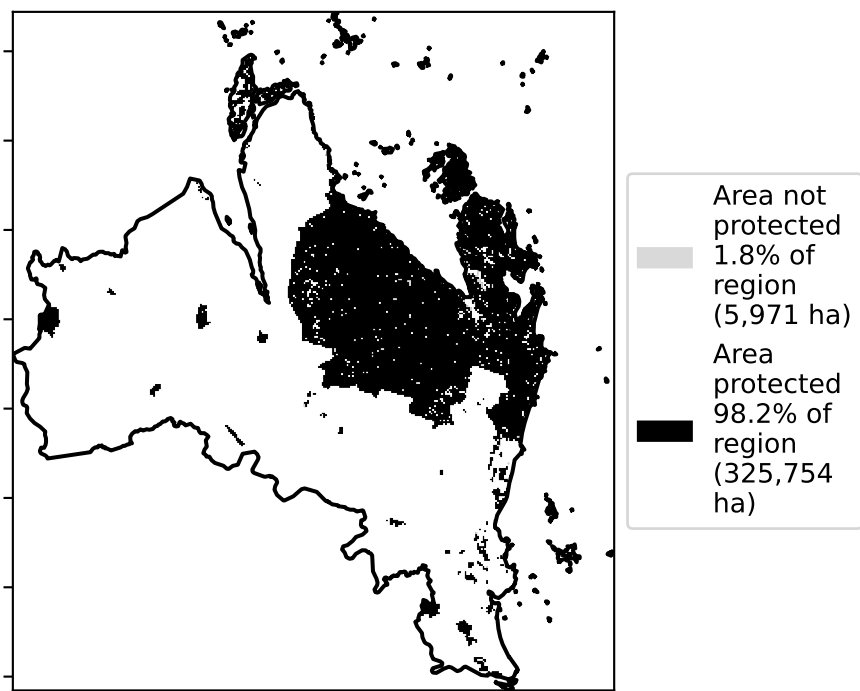 Area not
protected
1.8% of
region
(5,971 ha)
Area
protected
98.2% of
region
(325,754
ha)